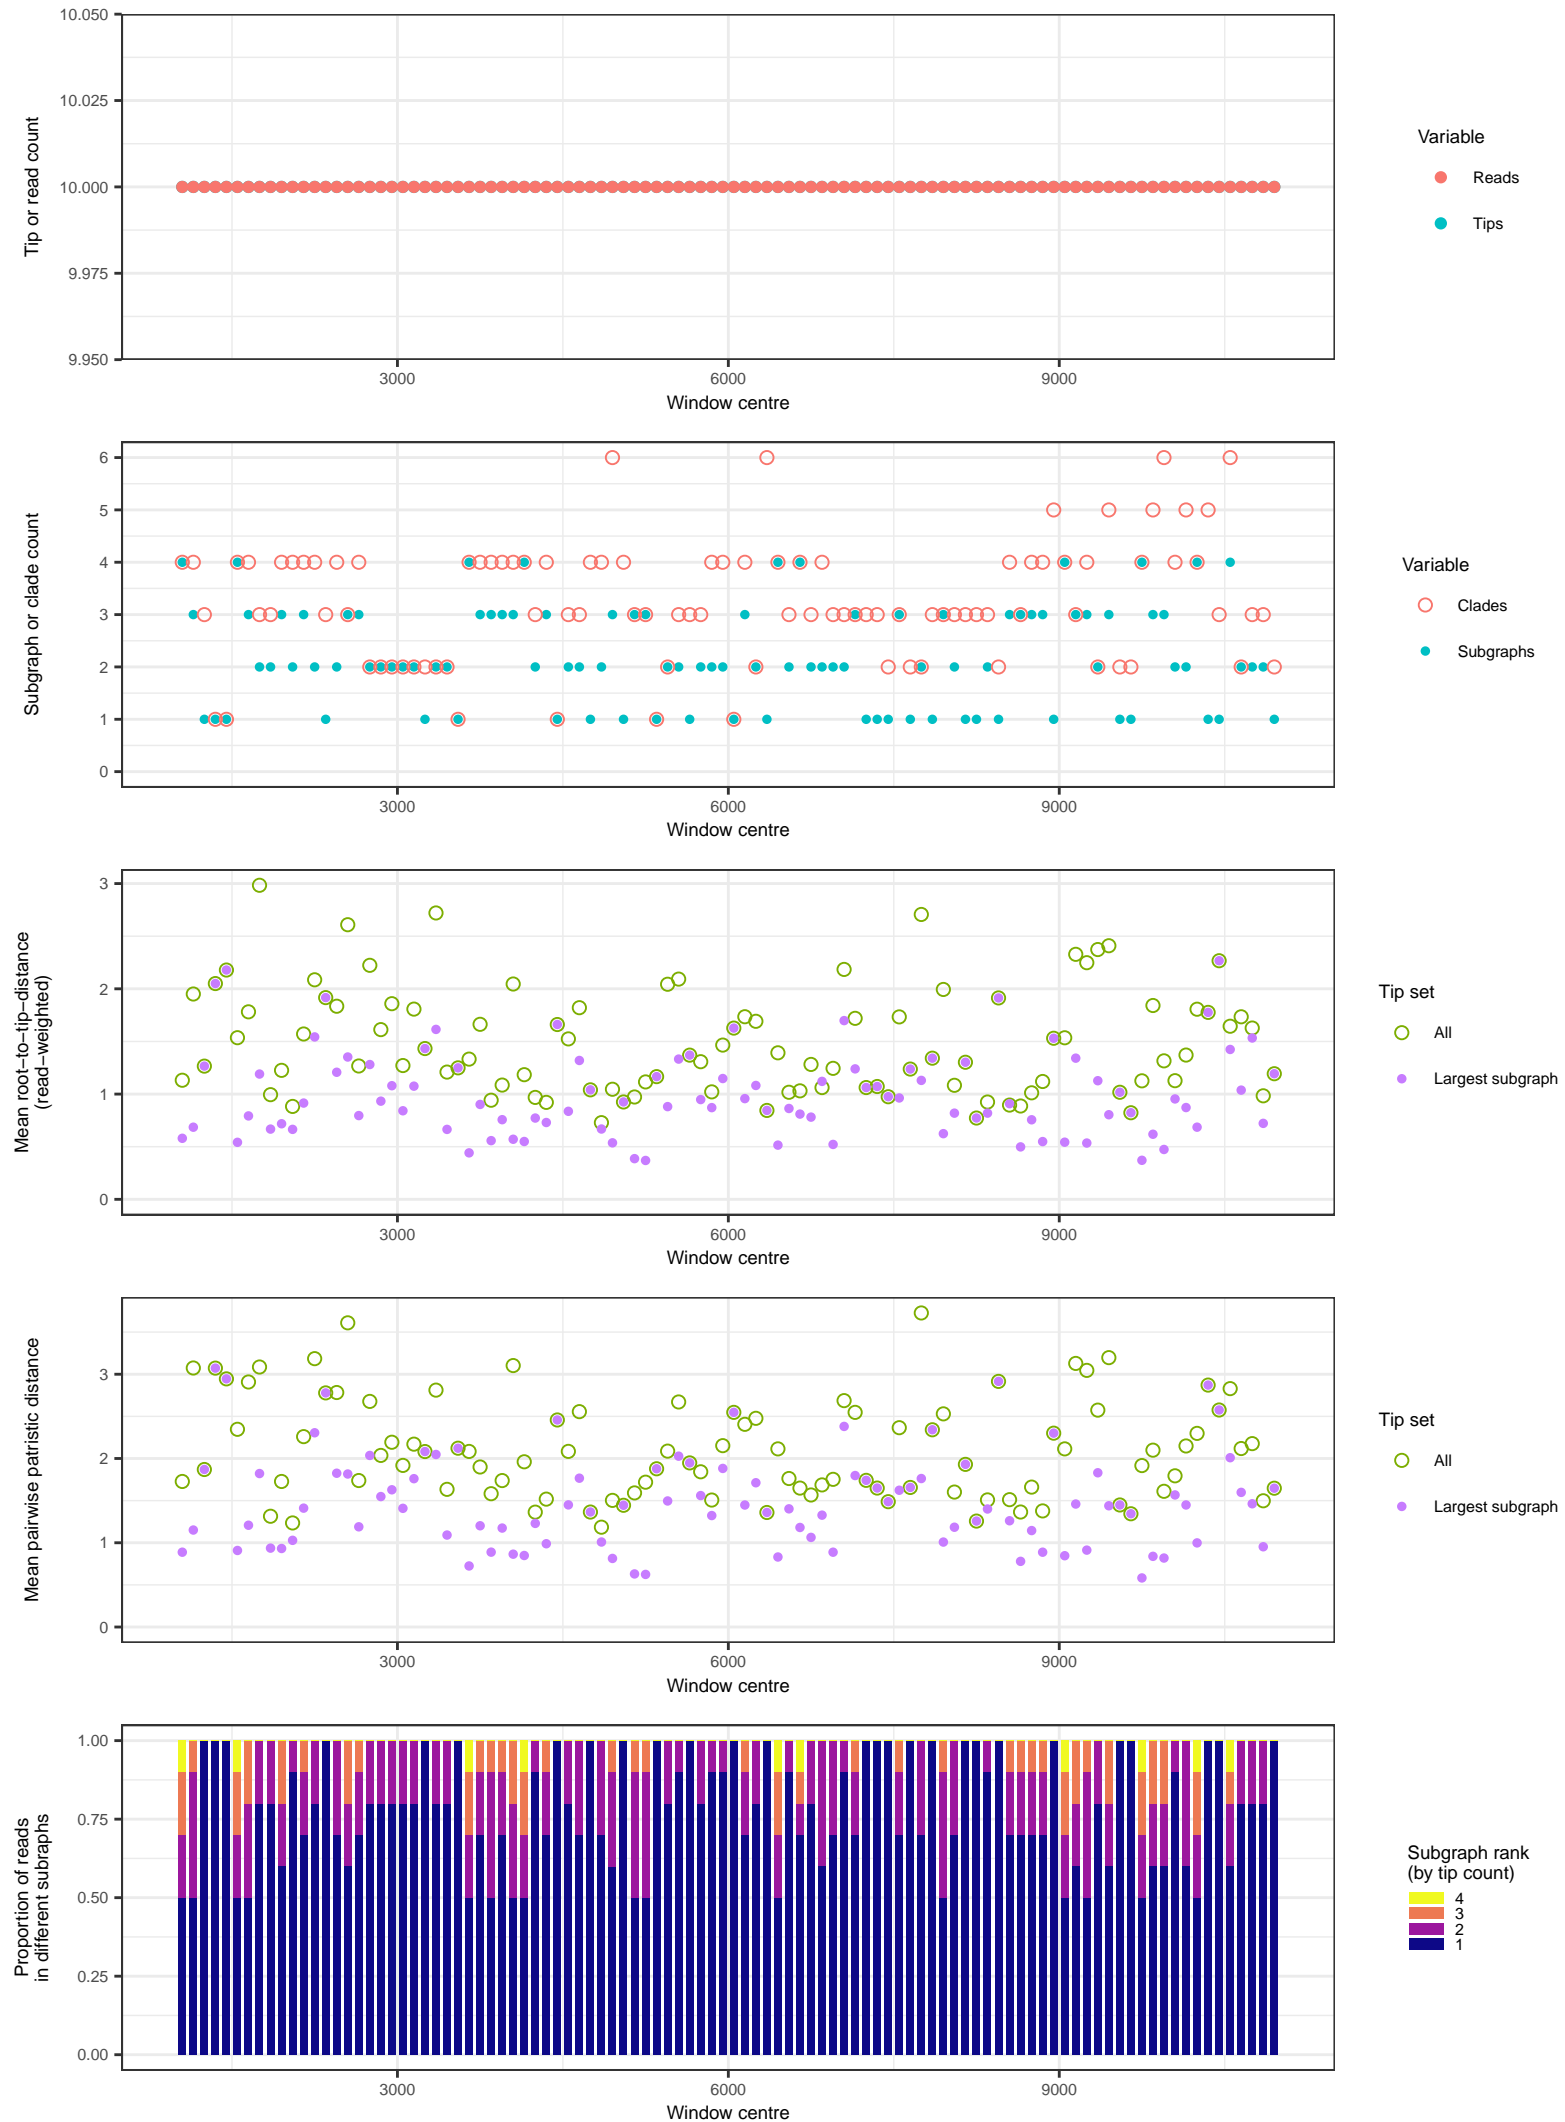 10.050
10.025
10.000
9.975
9.950
Tip or read count
3000 6000 9000
Window centre
Variable
Reads
Tips
6
5
4
3
2
1
0
Subgraph or clade count
3000 6000 9000
Window centre
Variable
Clades
Subgraphs
3
2
1
0
Mean root−to−tip−distance
(read−weighted)
3000 6000 9000
Window centre
Tip set
All
Largest subgraph
3
2
1
0
Mean pairwise patristic distance
3000 6000 9000
Window centre
Tip set
All
Largest subgraph
1.00
0.75
0.50
0.25
0.00
Proportion of reads
in different subraphs
3000 6000 9000
Window centre
Subgraph rank
(by tip count)
4
3
2
1